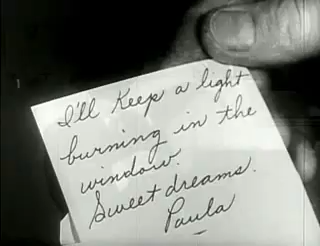 I'll Keep a light
burning in the
window.
Sweet dreams.
Paula